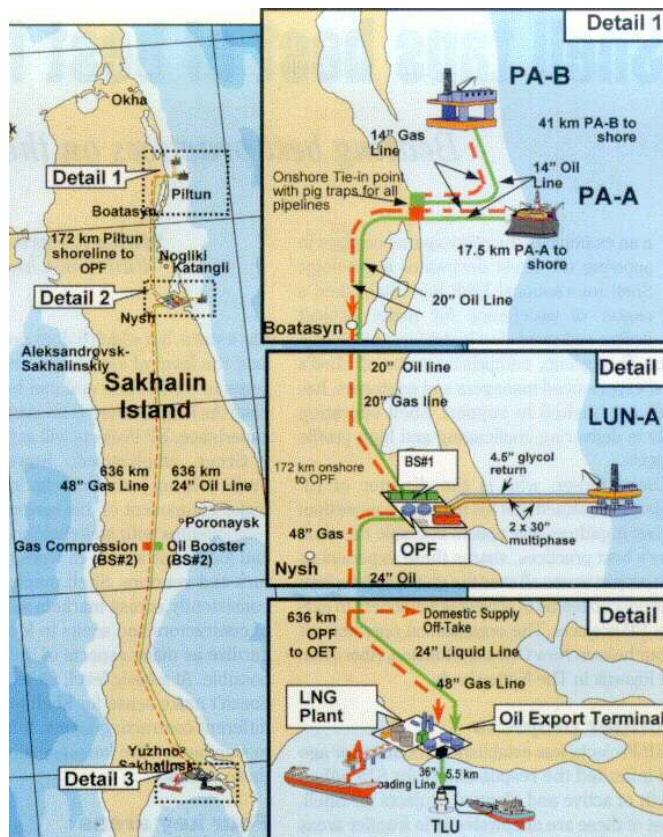 Okha
Detail 1
Piltun
Boatasyn
172 km Piltun
shoreline to
OPF
Nogliki
Katangli
Detail 2
Nysh
Aleksandrovsk-
Sakhalinskiy
Sakhalin
Island
636 km
48" Gas Line
636 km
24" Oil Line
Poronaysk
Gas Compression
(BS#2)
Oil Booster
(BS#2)
Yuzhno-
Sakhalinsk
Detail 3
Detail 1
PA-B
14" Gas
Line
41 km PA-B to
shore
Onshore Tie-in point
with pig traps for all
pipelines
14" Oil
Line
PA-A
17.5 km PA-A to
shore
20" Oil Line
Boatasyn
Detail
20" Oil line
20" Gas line
LUN-A
4.6" glycol
return
172 km onshore
to OPF
BS#1
2 x 30"
multiphase
48" Gas
OPF
Nysh
24" Oil
Detail
636 km
OPF
to OET
Domestic Supply
Off-Take
24" Liquid Line
48" Gas Line
LNG
Plant
Oil Export Terminal
36"
oading Line
5.5 km
TLU